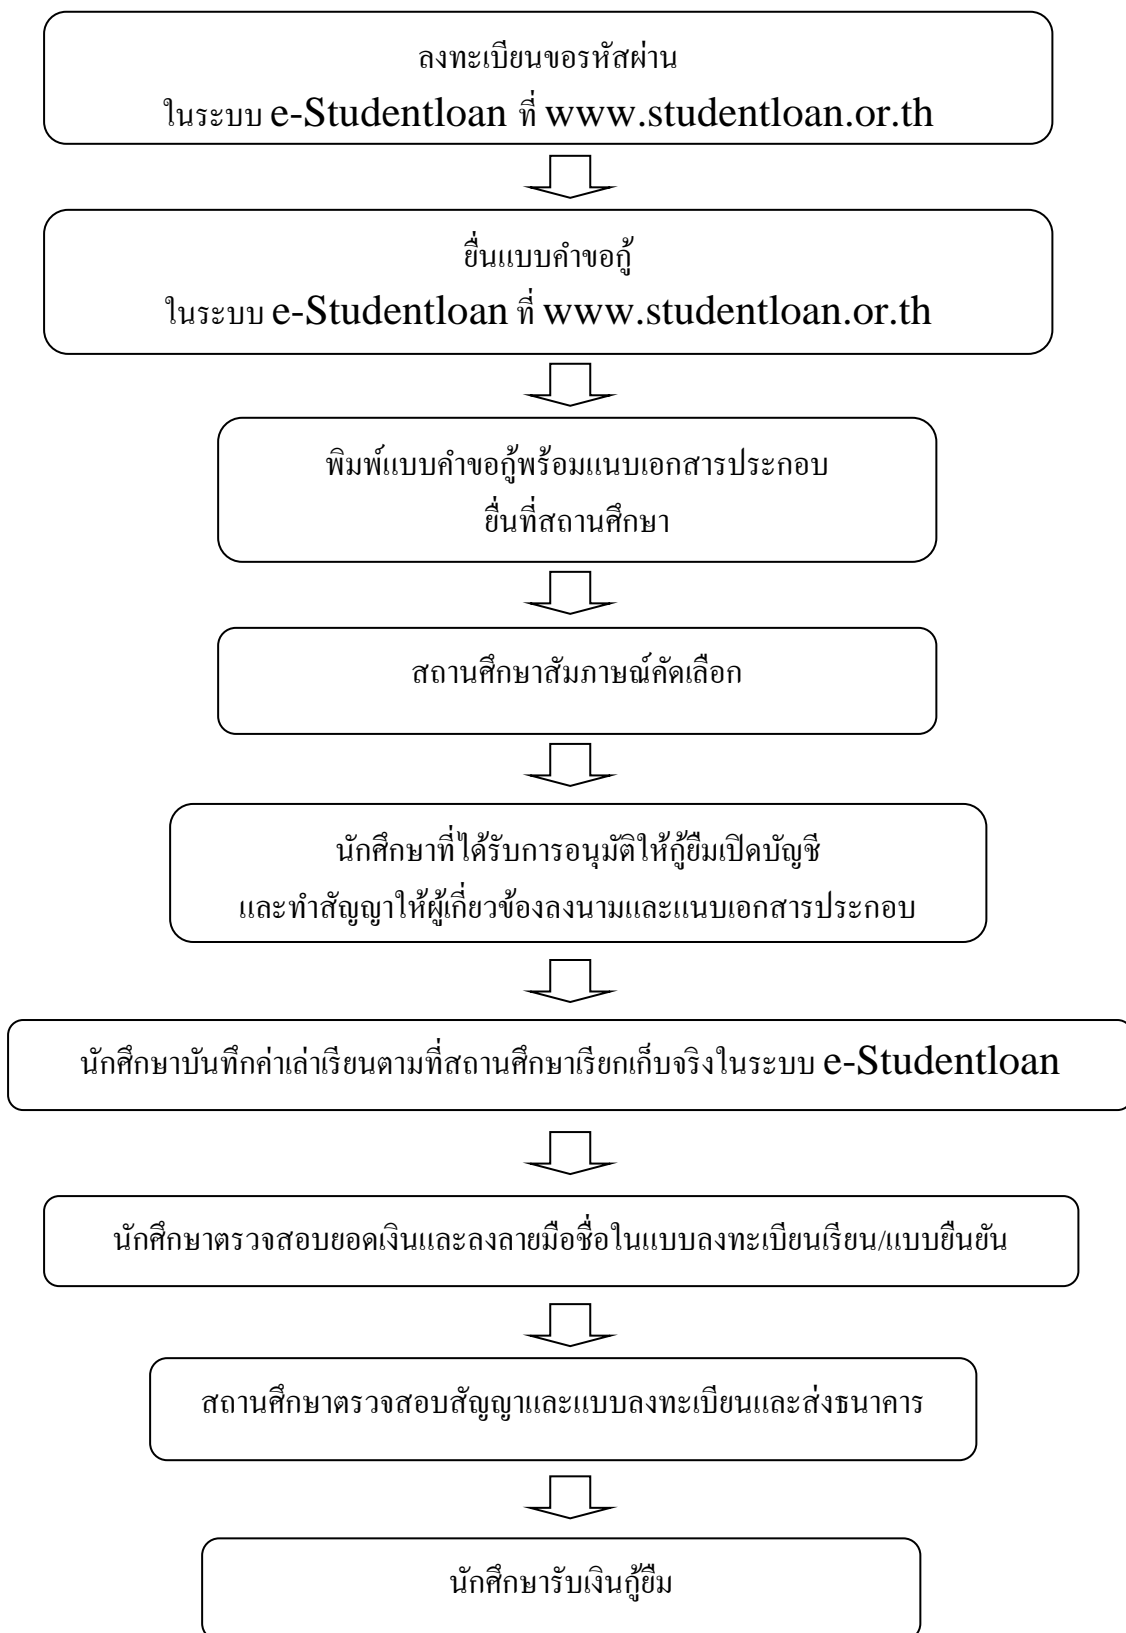 ลงทะเบียนขอรหัสผ่าน
ในระบบ e-Studentloan ที่ www.studentloan.or.th
ยื่นแบบคำขอกู้
ในระบบ e-Studentloan ที่ www.studentloan.or.th
พิมพ์แบบคำขอกู้พร้อมแนบเอกสารประกอบ
ยื่นที่สถานศึกษา
สถานศึกษาสัมภาษณ์คัดเลือก
นักศึกษาที่ได้รับการอนุมัติให้กู้ยืมเปิดบัญชี
และทำสัญญาให้ผู้เกี่ยวข้องลงนามและแนบเอกสารประกอบ
นักศึกษาบันทึกค่าเล่าเรียนตามที่สถานศึกษาเรียกเก็บจริงในระบบ e-Studentloan
นักศึกษาตรวจสอบยอดเงินและลงลายมือชื่อในแบบลงทะเบียนเรียน/แบบยืนยัน
สถานศึกษาตรวจสอบสัญญาและแบบลงทะเบียนและส่งธนาคาร
นักศึกษารับเงินกู้ยืม